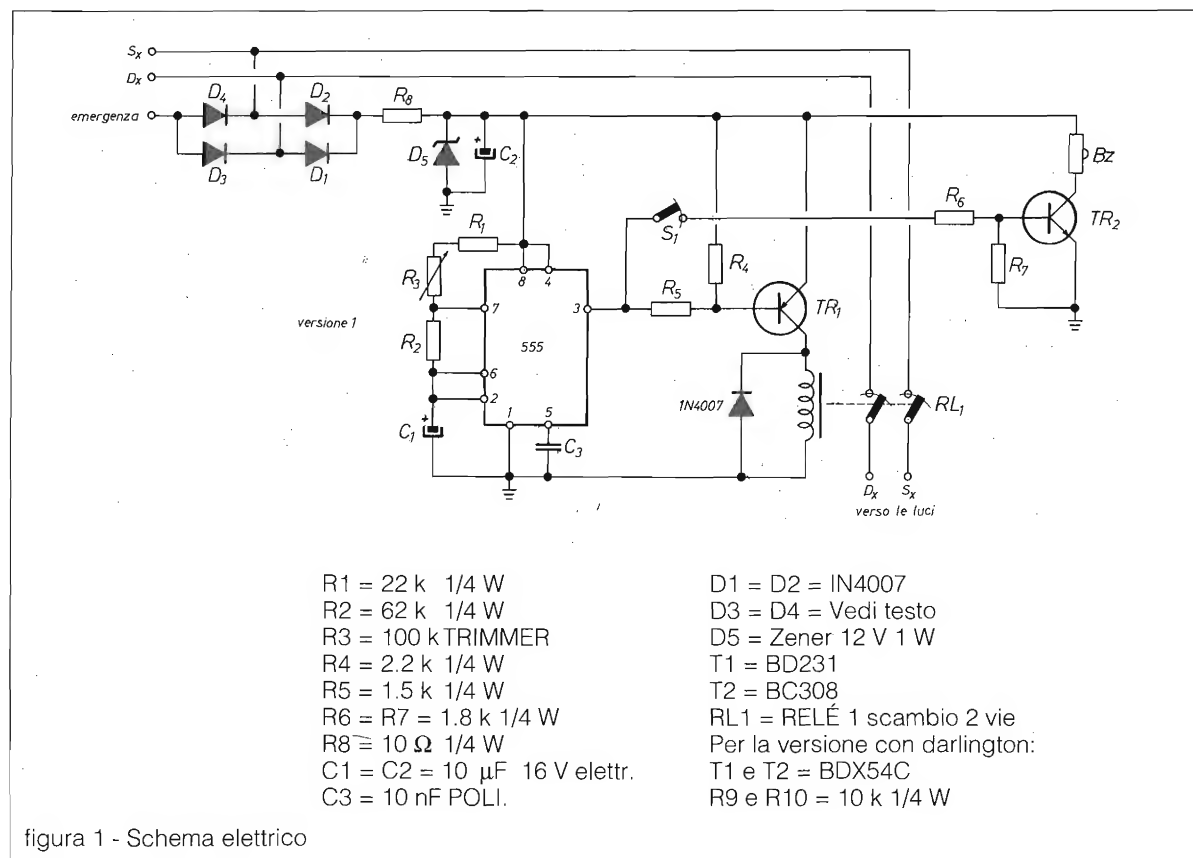 Sx
Dx
emergenza
D4
D2
D3
D1
R8
D5
+
C2
R1
R3
versione 1
R2
C1
+
8
4
7
3
555
6
2
1
5
C3
S1
R4
R5
TR1
1N4007
R6
R7
Bz
TR2
RL1
Dx
Sx
verso le luci
R1 = 22 k 1/4 W
R2 = 62 k 1/4 W
R3 = 100 k TRIMMER
R4 = 2.2 k 1/4 W
R5 = 1.5 k 1/4 W
R6 = R7 = 1.8 k 1/4 W
R8 = 10 Ω 1/4 W
C1 = C2 = 10 µF 16 V elettr.
C3 = 10 nF POLI.
D1 = D2 = IN4007
D3 = D4 = Vedi testo
D5 = Zener 12 V 1 W
T1 = BD231
T2 = BC308
RL1 = RELÉ 1 scambio 2 vie
Per la versione con darlington:
T1 e T2 = BDX54C
R9 e R10 = 10 k 1/4 W
figura 1 - Schema elettrico